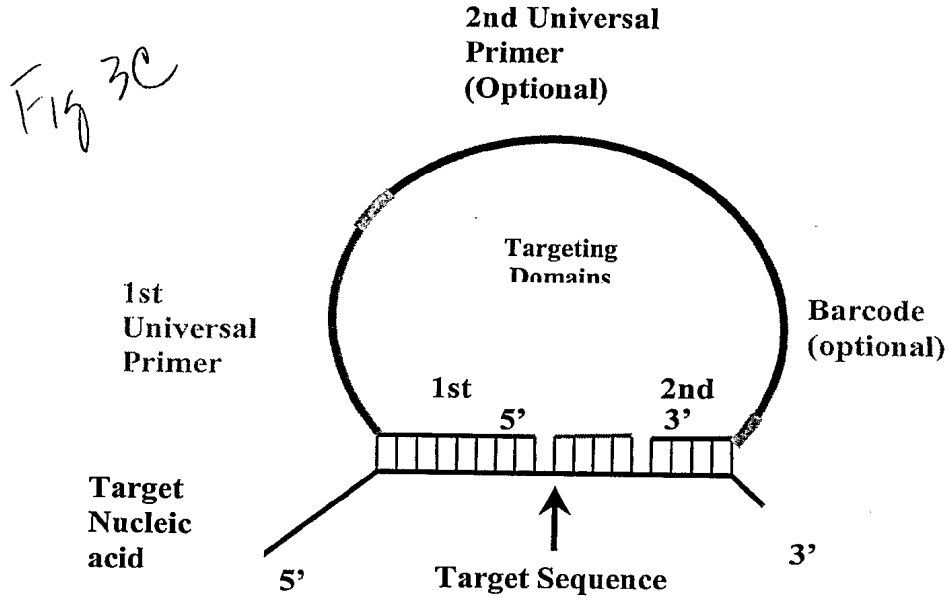 2nd Universal
Primer
(Optional)
Fig 3C
Targeting
Domains
1st
Universal
Primer
Barcode
(optional)
1st
2nd
5’
3’
Target
Nucleic
acid
5’
Target Sequence
3’